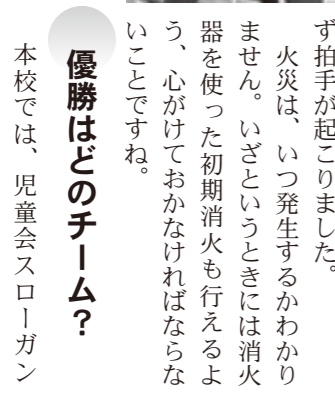 ず拍手が起こりました。
火災は、いつ発生するかわかり
ません。いざというときには消火
器を使った初期消火も行えるよ
う、心がけておかなければならな
いことですね。
優勝はどのチーム？
本校では、児童会スローガン